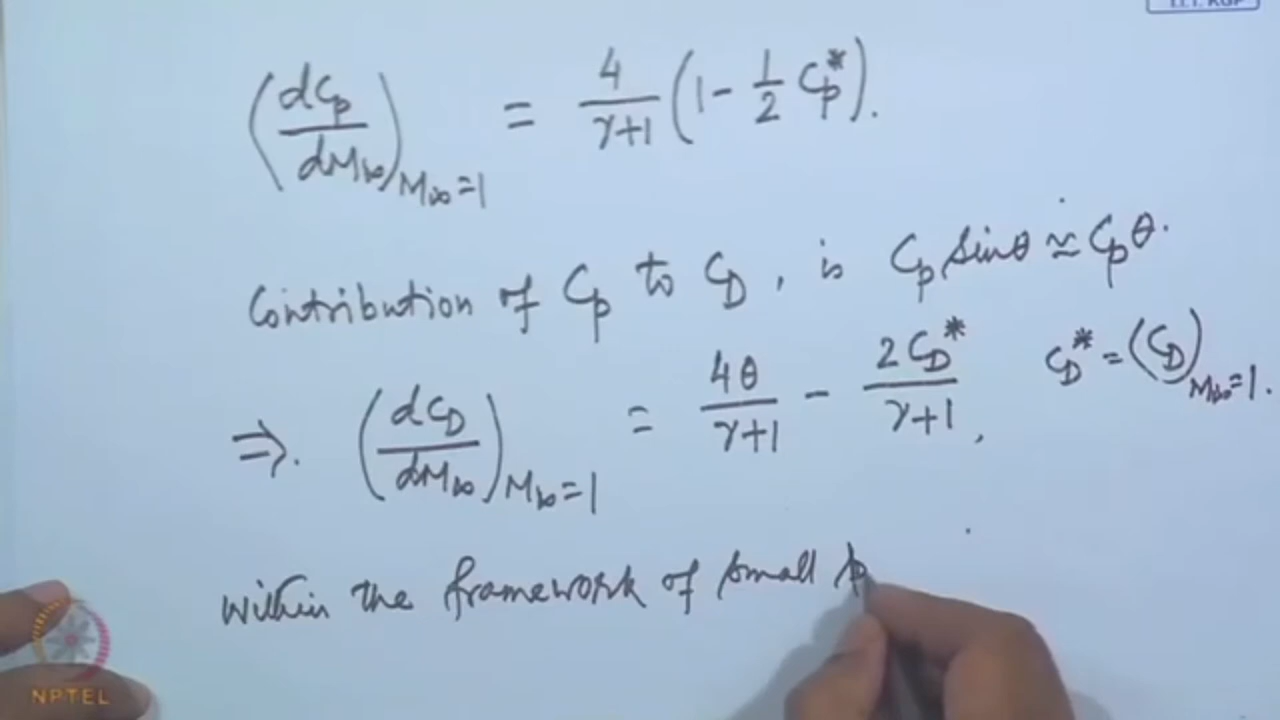 I.I.T. KGP
(dCp/dM∞)M∞=1 = 4/(γ+1) (1 - 1/2 Cp*).
Contribution of Cp to CD, is Cp sinθ ≃ Cpθ.
⇒. (dCD/dM∞)M∞=1 = 4θ/(γ+1) - 2CD*/(γ+1), CD* = (CD)M∞=1.
within the framework of small p
NPTEL